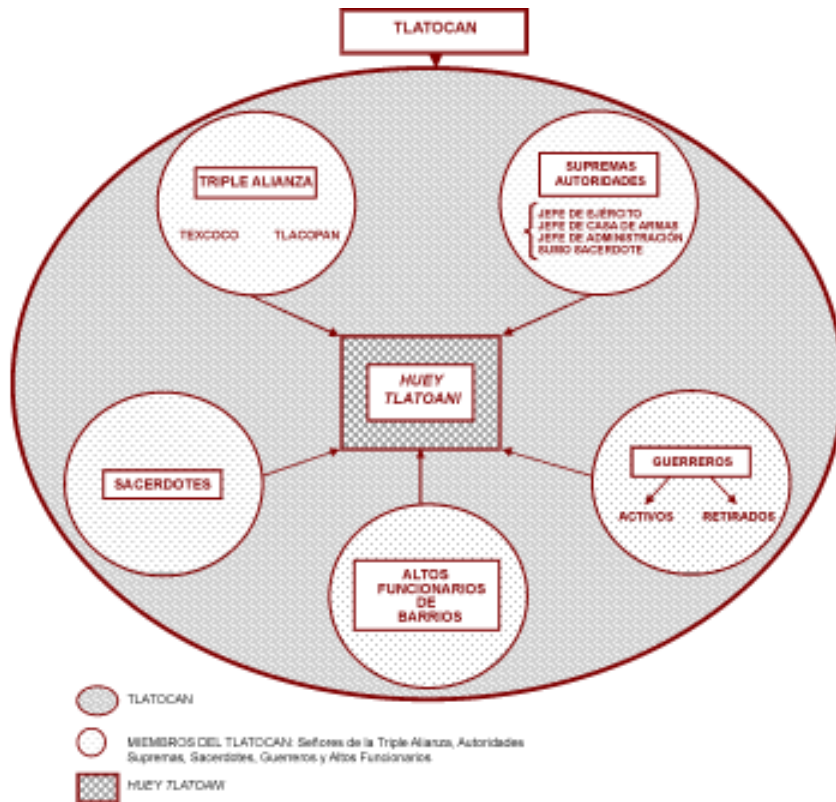 TLATOCAN
TRIPLE ALIANZA
TEXCOCO TLACOPAN
SUPREMAS
AUTORIDADES
JEFE DE EJÉRCITO
JEFE DE CASA DE ARMAS
JEFE DE ADMINISTRACIÓN
SUMO SACERDOTE
HUEY
TLATOANI
SACERDOTES
GUERREROS
ACTIVOS RETIRADOS
ALTOS
FUNCIONARIOS
DE
BARRIOS
TLATOCAN
MIEMBROS DEL TLATOCAN: Señores de la Triple Alianza, Autoridades
Supremas, Sacerdotes, Guerreros y Altos Funcionarios.
HUEY TLATOANI